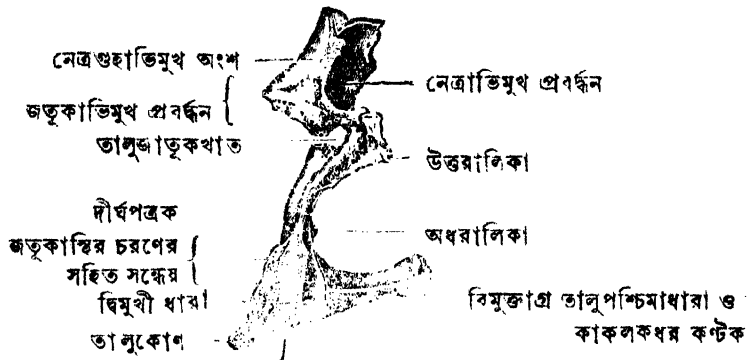 নেত্রগুহাভিমুখ অংশ
জতূকাভিমুখ প্রবর্দ্ধন
তালুজাতূকখাত
দীর্ঘপত্রক
জতূকাস্থির চরণের
সহিত সন্ধেয়
দ্বিমুখী ধারা
তালুকোণ
নেত্রাভিমুখ প্রবর্দ্ধন
উত্তরালিকা
অধরালিকা
বিমুক্তাগ্র তালুপশ্চিমাধারা ও
কাকলকধর কণ্টক